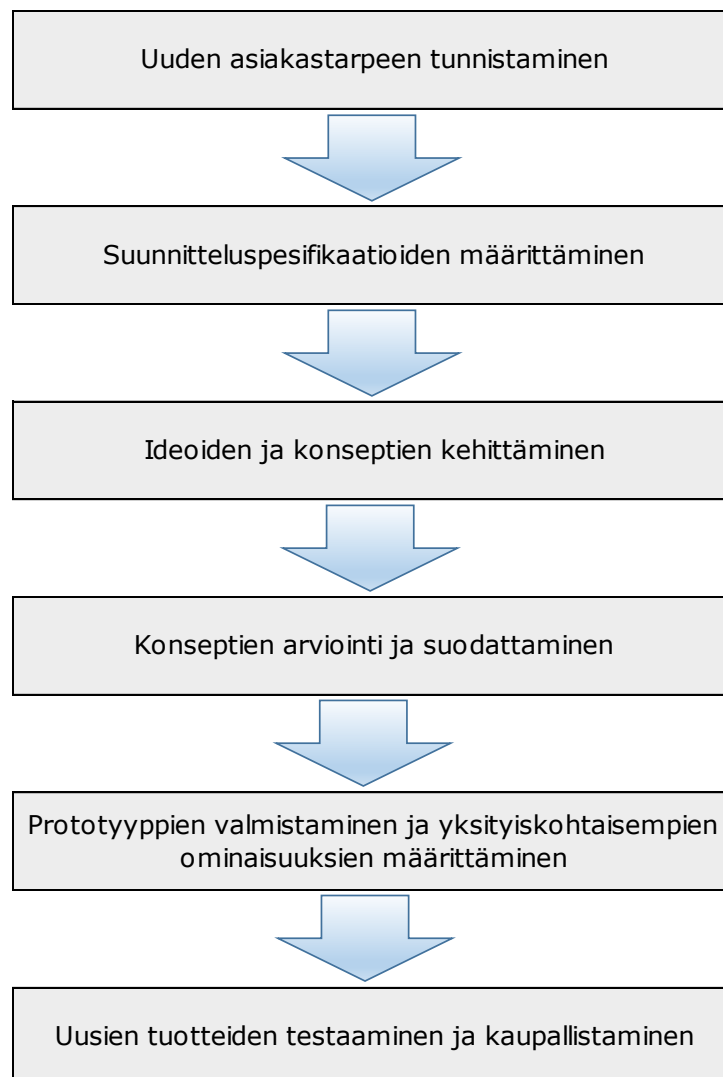 Uuden asiakastarpeen tunnistaminen
Suunnitteluspesifikaatioiden määrittäminen
Ideoiden ja konseptien kehittäminen
Konseptien arviointi ja suodattaminen
Prototyyppien valmistaminen ja yksityiskohtaisempien
ominaisuuksien määrittäminen
Uusien tuotteiden testaaminen ja kaupallistaminen